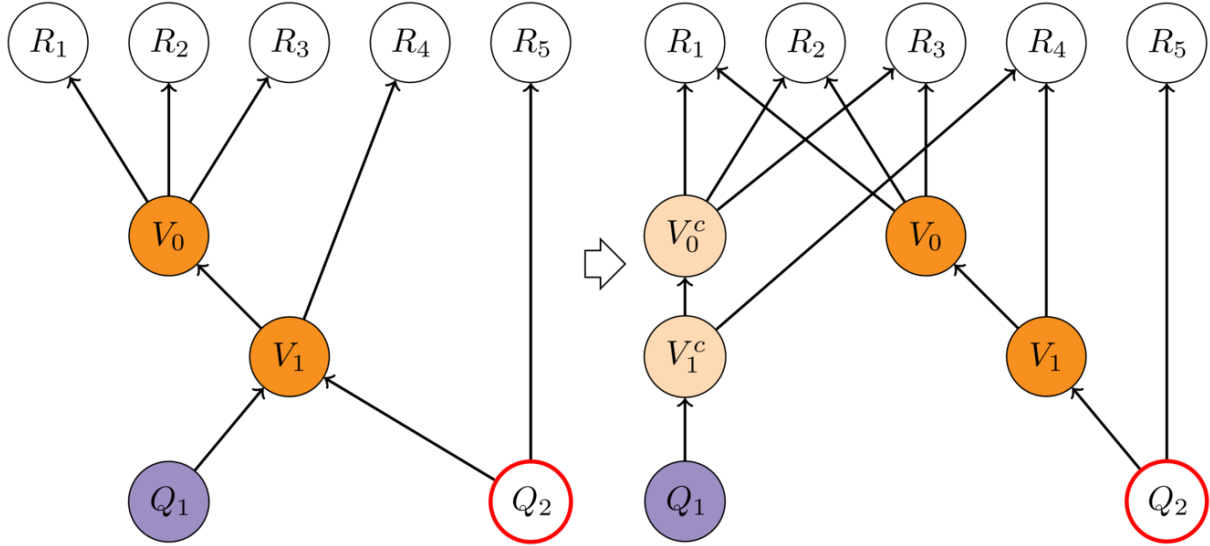 R₁ R₂ R₃ R₄ R₅ R₁ R₂ R₃ R₄ R₅
V₀ V₀ᶜ V₀
V₁ V₁ᶜ V₁
Q₁ Q₂ Q₁ Q₂